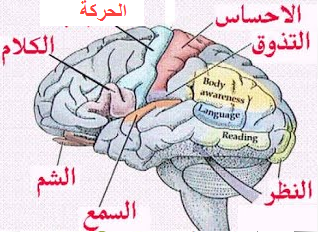 الحركة
الاحساس
التذوق
الكلام
Body
awareness
Language
Reading
الشم
السمع
النظر